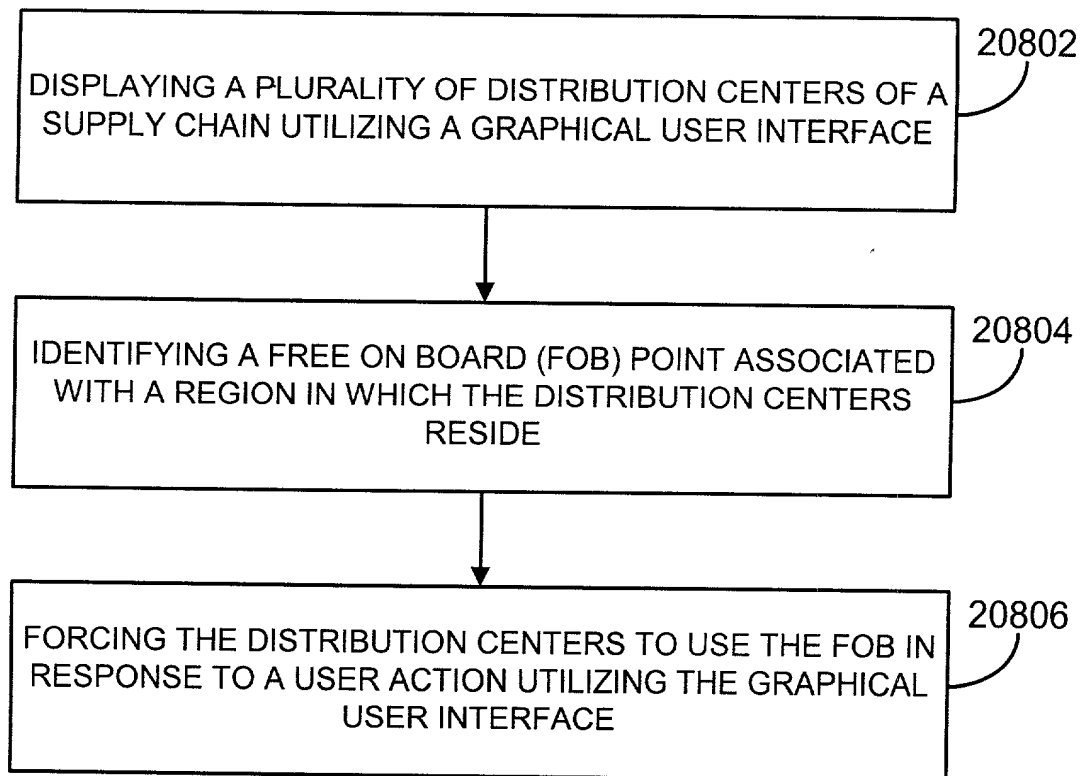 20802
DISPLAYING A PLURALITY OF DISTRIBUTION CENTERS OF A
SUPPLY CHAIN UTILIZING A GRAPHICAL USER INTERFACE
20804
IDENTIFYING A FREE ON BOARD (FOB) POINT ASSOCIATED
WITH A REGION IN WHICH THE DISTRIBUTION CENTERS
RESIDE
20806
FORCING THE DISTRIBUTION CENTERS TO USE THE FOB IN
RESPONSE TO A USER ACTION UTILIZING THE GRAPHICAL
USER INTERFACE